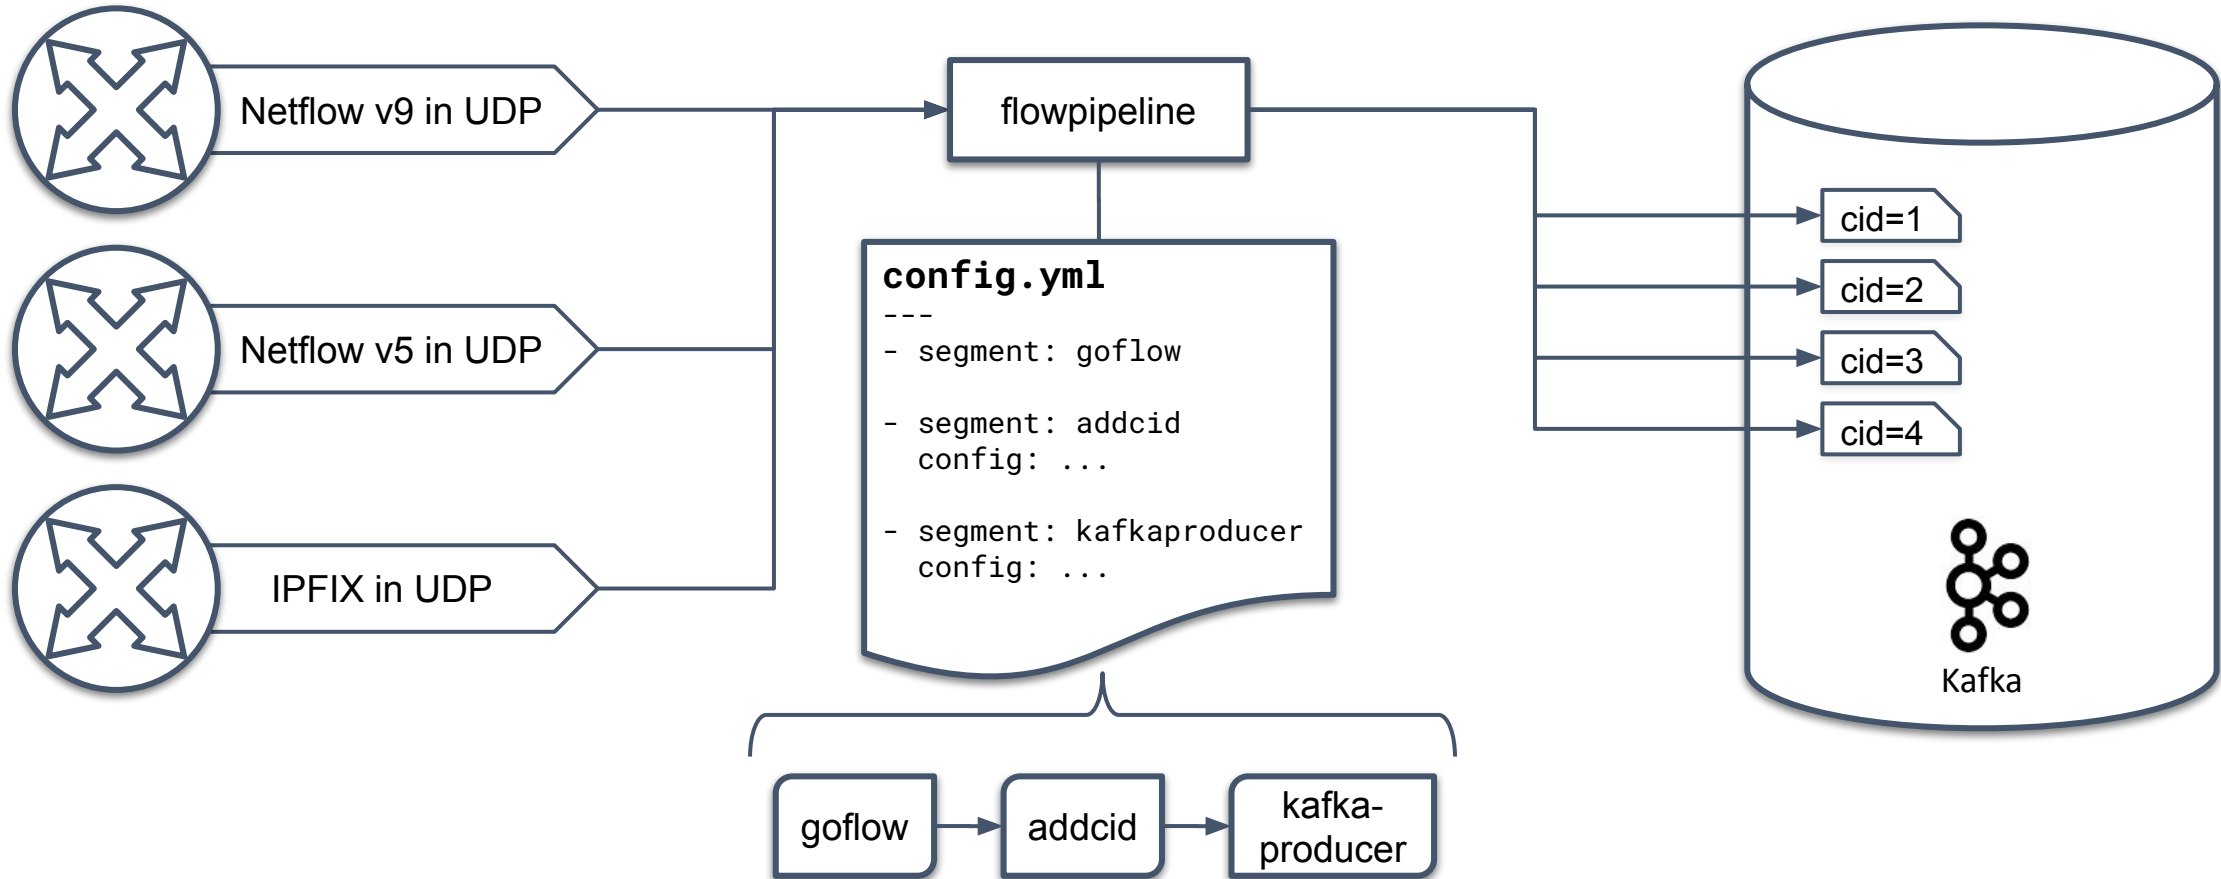 Netflow v9 in UDP
Netflow v5 in UDP
IPFIX in UDP
flowpipeline
config.yml
---
- segment: goflow
- segment: addcid
  config: ...
- segment: kafkaproducer
  config: ...
goflow
addcid
kafka-
producer
cid=1
cid=2
cid=3
cid=4
Kafka